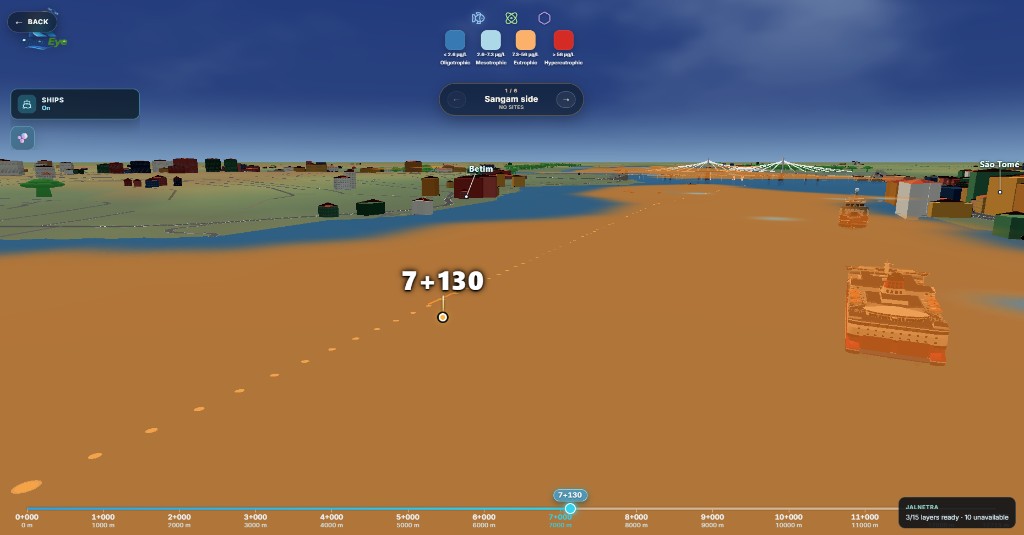 ← BACK
Eye
< 2.6 µg/L
2.6–7.3 µg/L
7.3–56 µg/L
> 56 µg/L
Oligotrophic
Mesotrophic
Eutrophic
Hypereutrophic
SHIPS
On
1 / 6
← Sangam side →
NO SITES
Betim
São Tomé
7+130
7+130
0+000
1+000
2+000
3+000
4+000
5+000
6+000
7+000
8+000
9+000
10+000
11+000
0 m
1000 m
2000 m
3000 m
4000 m
5000 m
6000 m
7000 m
8000 m
9000 m
10000 m
11000 m
JALNETRA
3/15 layers ready · 10 unavailable